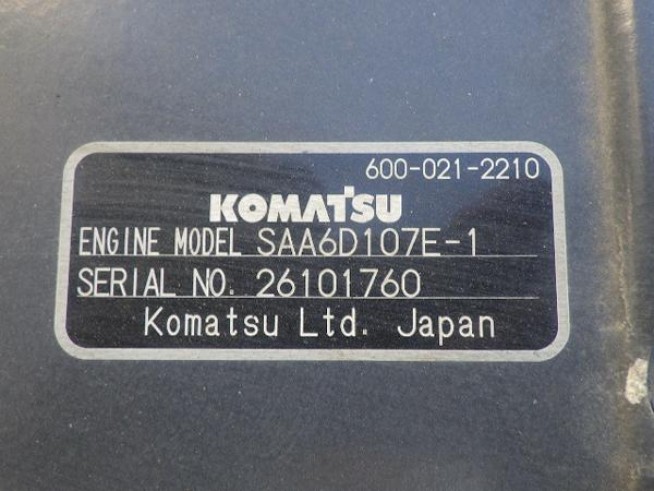 600-021-2210
KOMATSU
ENGINE MODEL SAA6D107E-1
SERIAL NO. 26101760
Komatsu Ltd. Japan